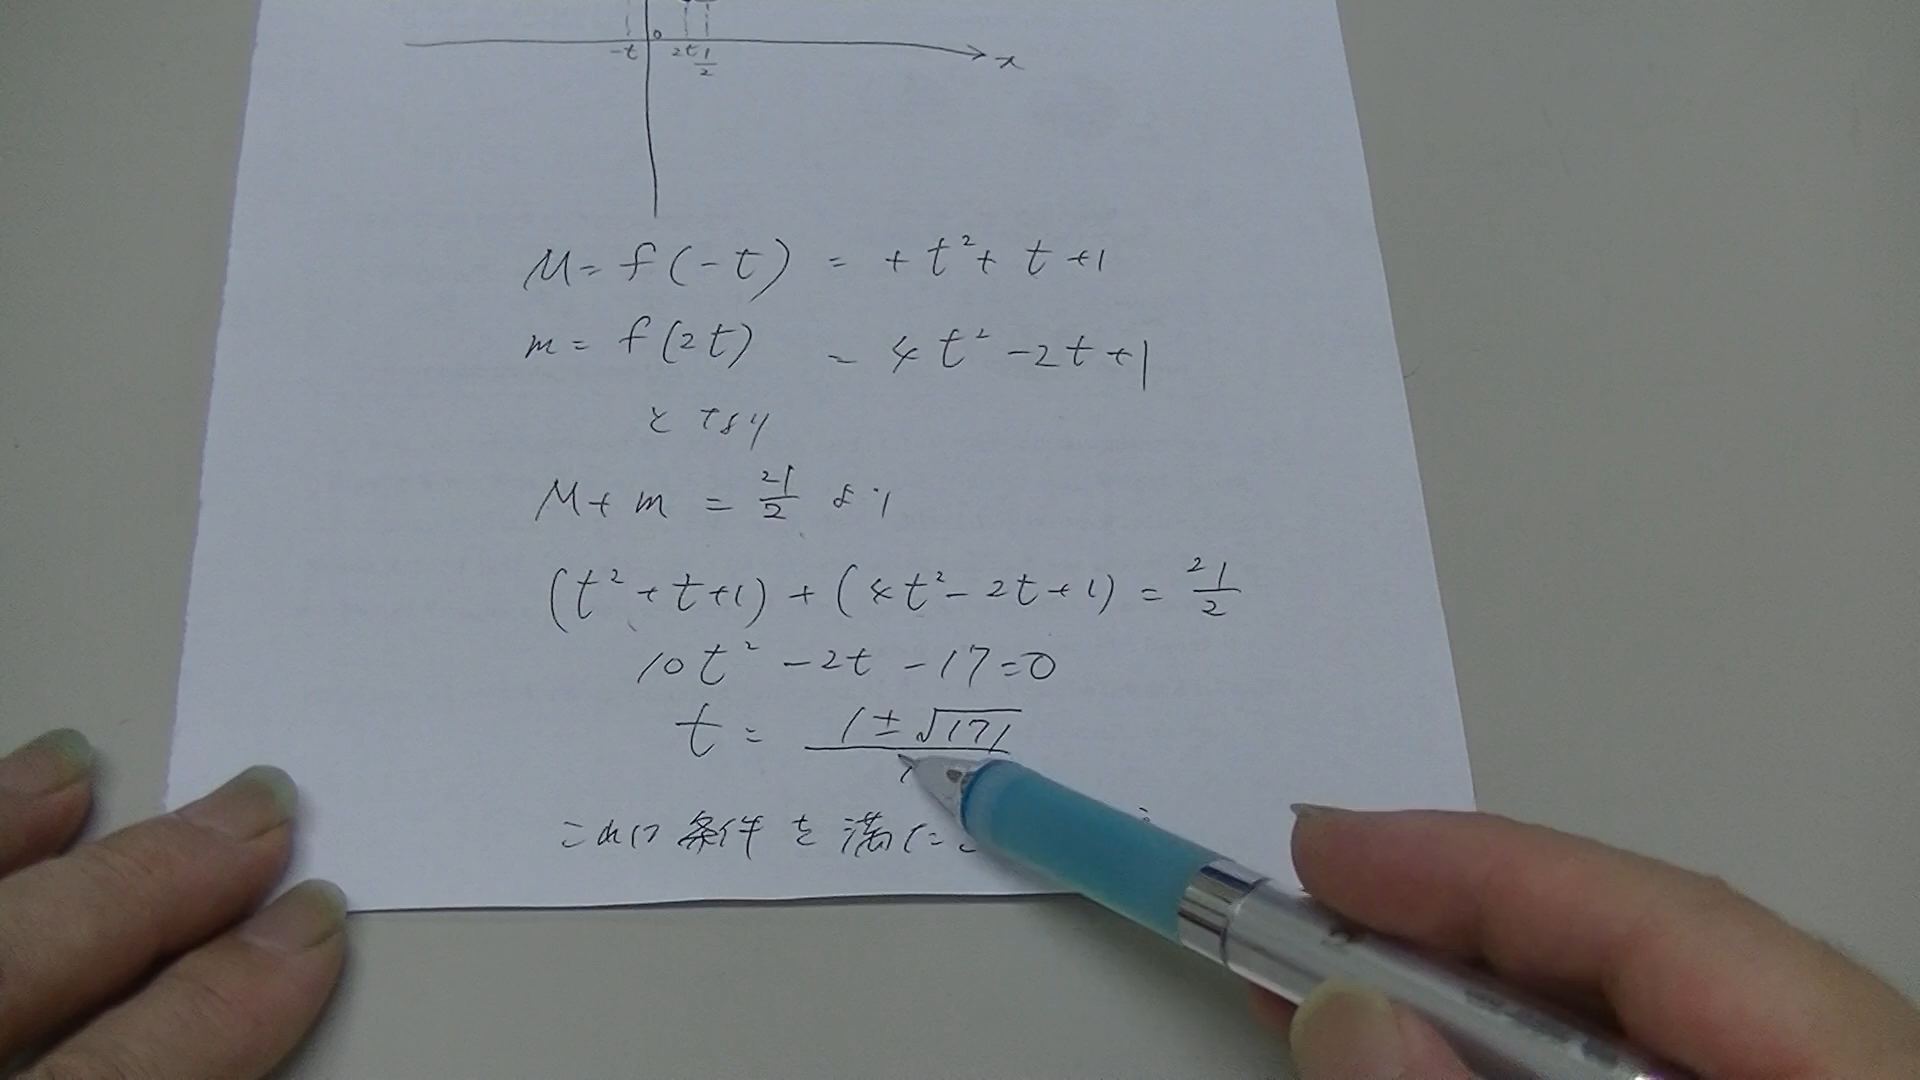 -t 0 2t 1/2 x
M = f(-t) = +t² + t +1
m = f(2t) = 4t² -2t +1
となり
M + m = 21/2 より
(t² + t +1) + (4t² - 2t + 1) = 21/2
10t² - 2t - 17 = 0
t = 1 ± √171
これは 条件 を 満たさ